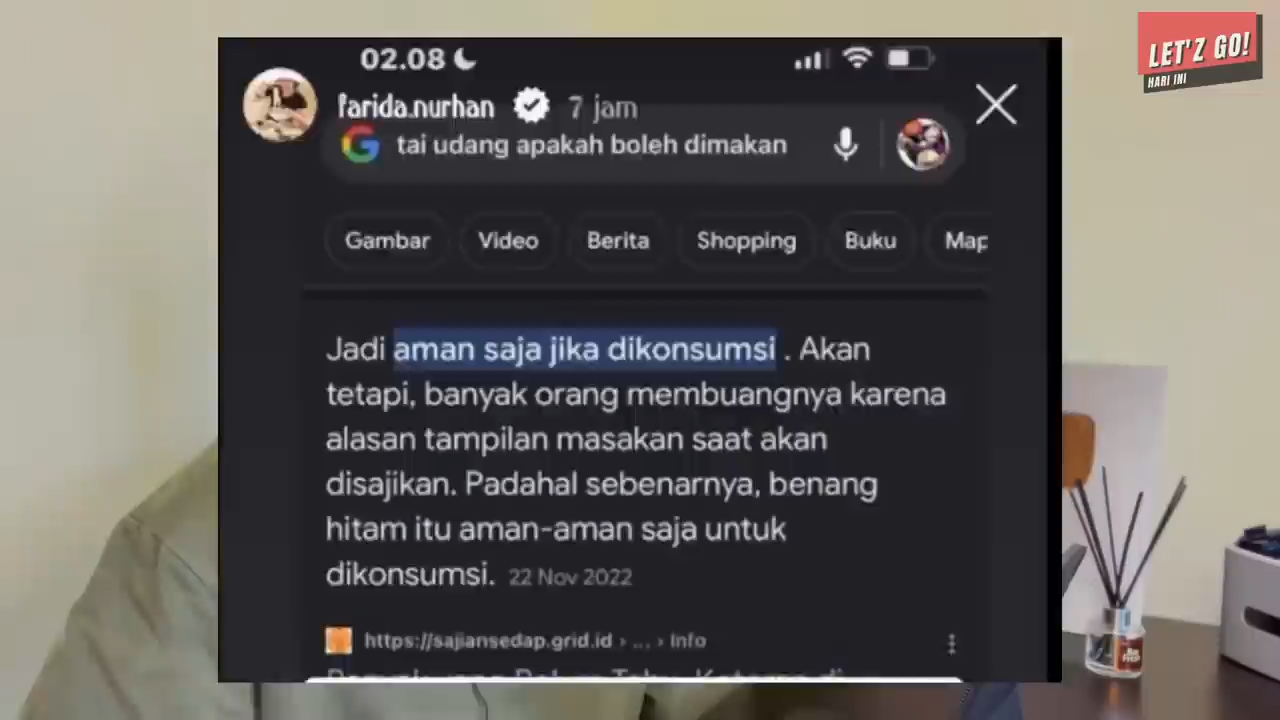 LET'Z GO!
HARI INI
02.08
farida.nurhan 7 jam
tai udang apakah boleh dimakan
Gambar Video Berita Shopping Buku Map
Jadi aman saja jika dikonsumsi . Akan
tetapi, banyak orang membuangnya karena
alasan tampilan masakan saat akan
disajikan. Padahal sebenarnya, benang
hitam itu aman-aman saja untuk
dikonsumsi. 22 Nov 2022
https://sajiansedap.grid.id › ... › Info